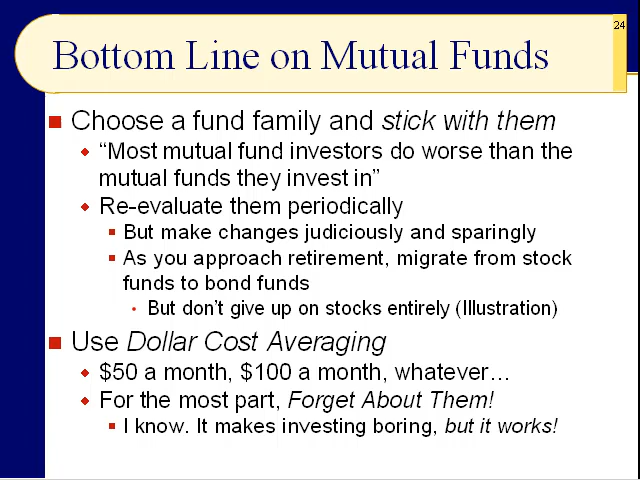 24
Bottom Line on Mutual Funds
Choose a fund family and stick with them
“Most mutual fund investors do worse than the
mutual funds they invest in”
Re-evaluate them periodically
But make changes judiciously and sparingly
As you approach retirement, migrate from stock
funds to bond funds
But don’t give up on stocks entirely (Illustration)
Use Dollar Cost Averaging
$50 a month, $100 a month, whatever…
For the most part, Forget About Them!
I know. It makes investing boring, but it works!